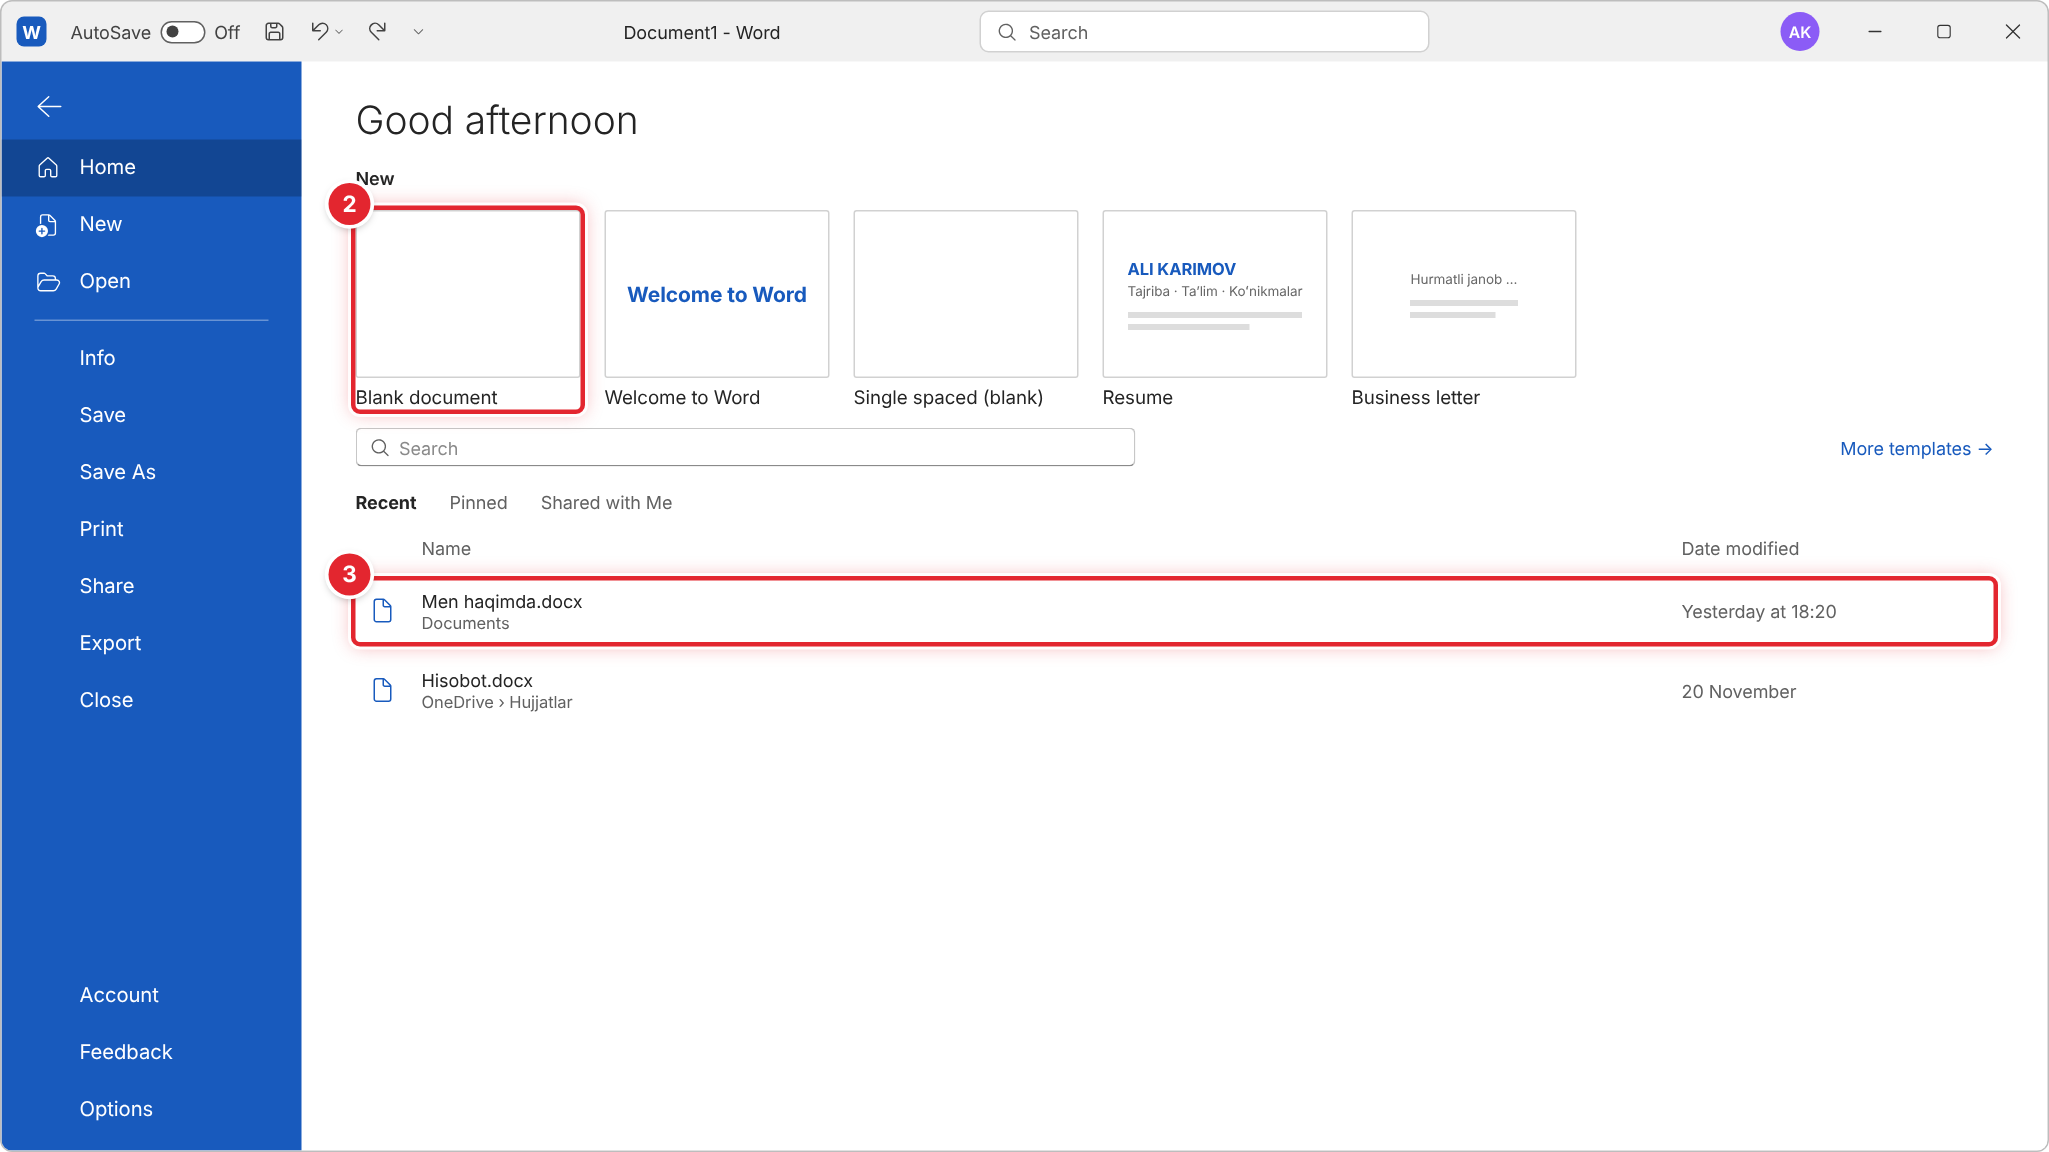 W AutoSave Off Document1 - Word Search AK
Home
New
Open
Info
Save
Save As
Print
Share
Export
Close
Account
Feedback
Options
Good afternoon
New
2
Welcome to Word
ALI KARIMOV
Tajriba · Ta’lim · Ko’nikmalar
Hurmatli janob ...
Blank document Welcome to Word Single spaced (blank) Resume Business letter
Search More templates →
Recent Pinned Shared with Me
Name Date modified
3
Men haqimda.docx
Documents
Yesterday at 18:20
Hisobot.docx
OneDrive › Hujjatlar
20 November